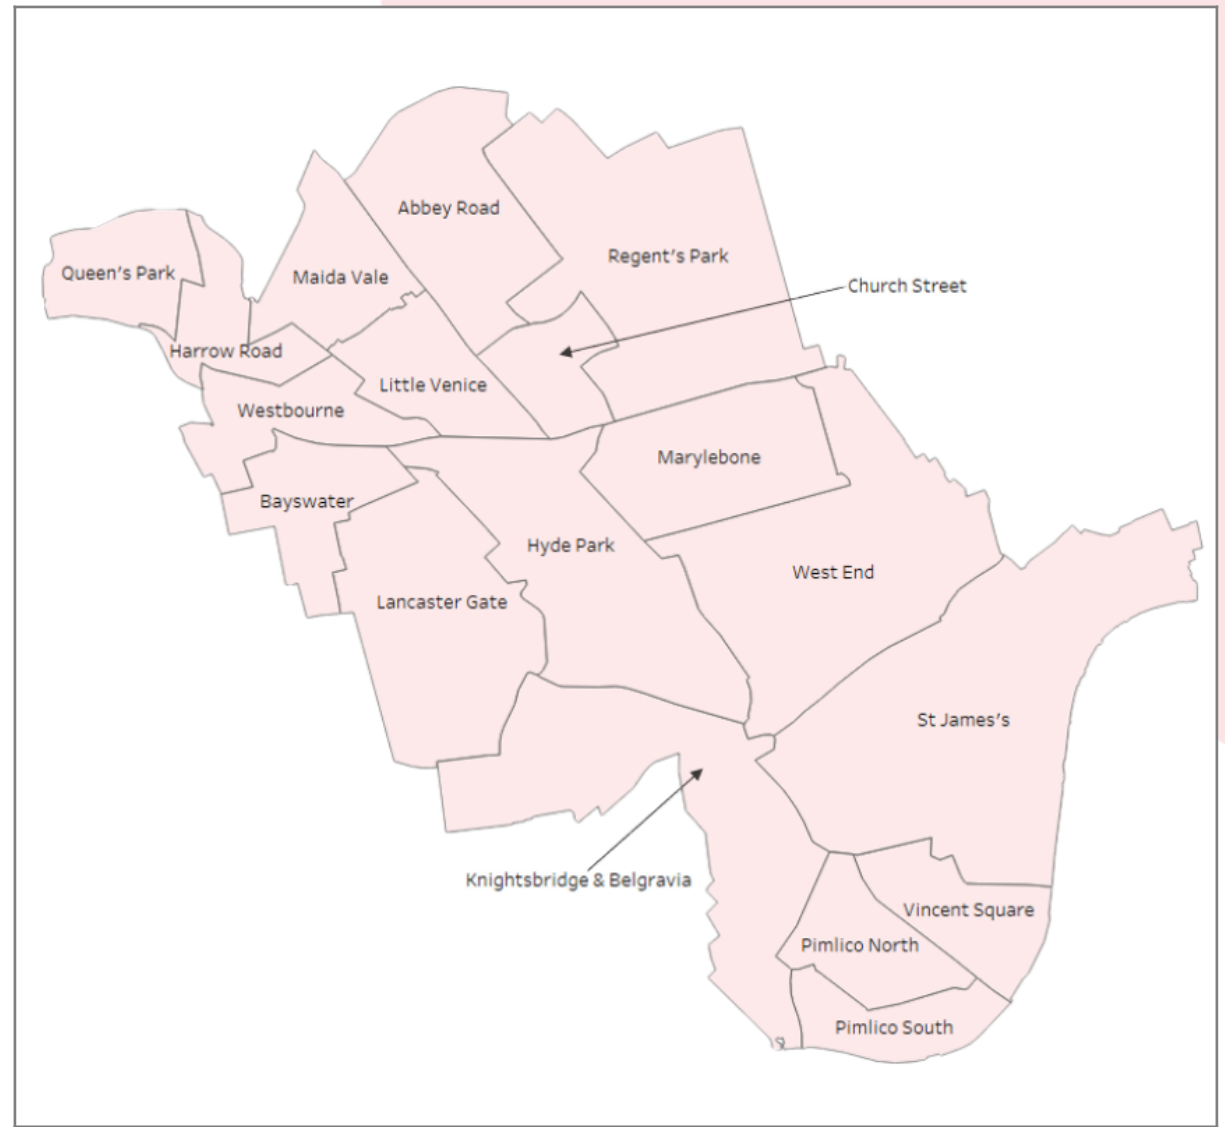 Abbey Road
Regent's Park
Queen's Park
Maida Vale
Church Street
Harrow Road
Little Venice
Westbourne
Marylebone
Bayswater
Hyde Park
West End
Lancaster Gate
St James's
Knightsbridge & Belgravia
Vincent Square
Pimlico North
Pimlico South